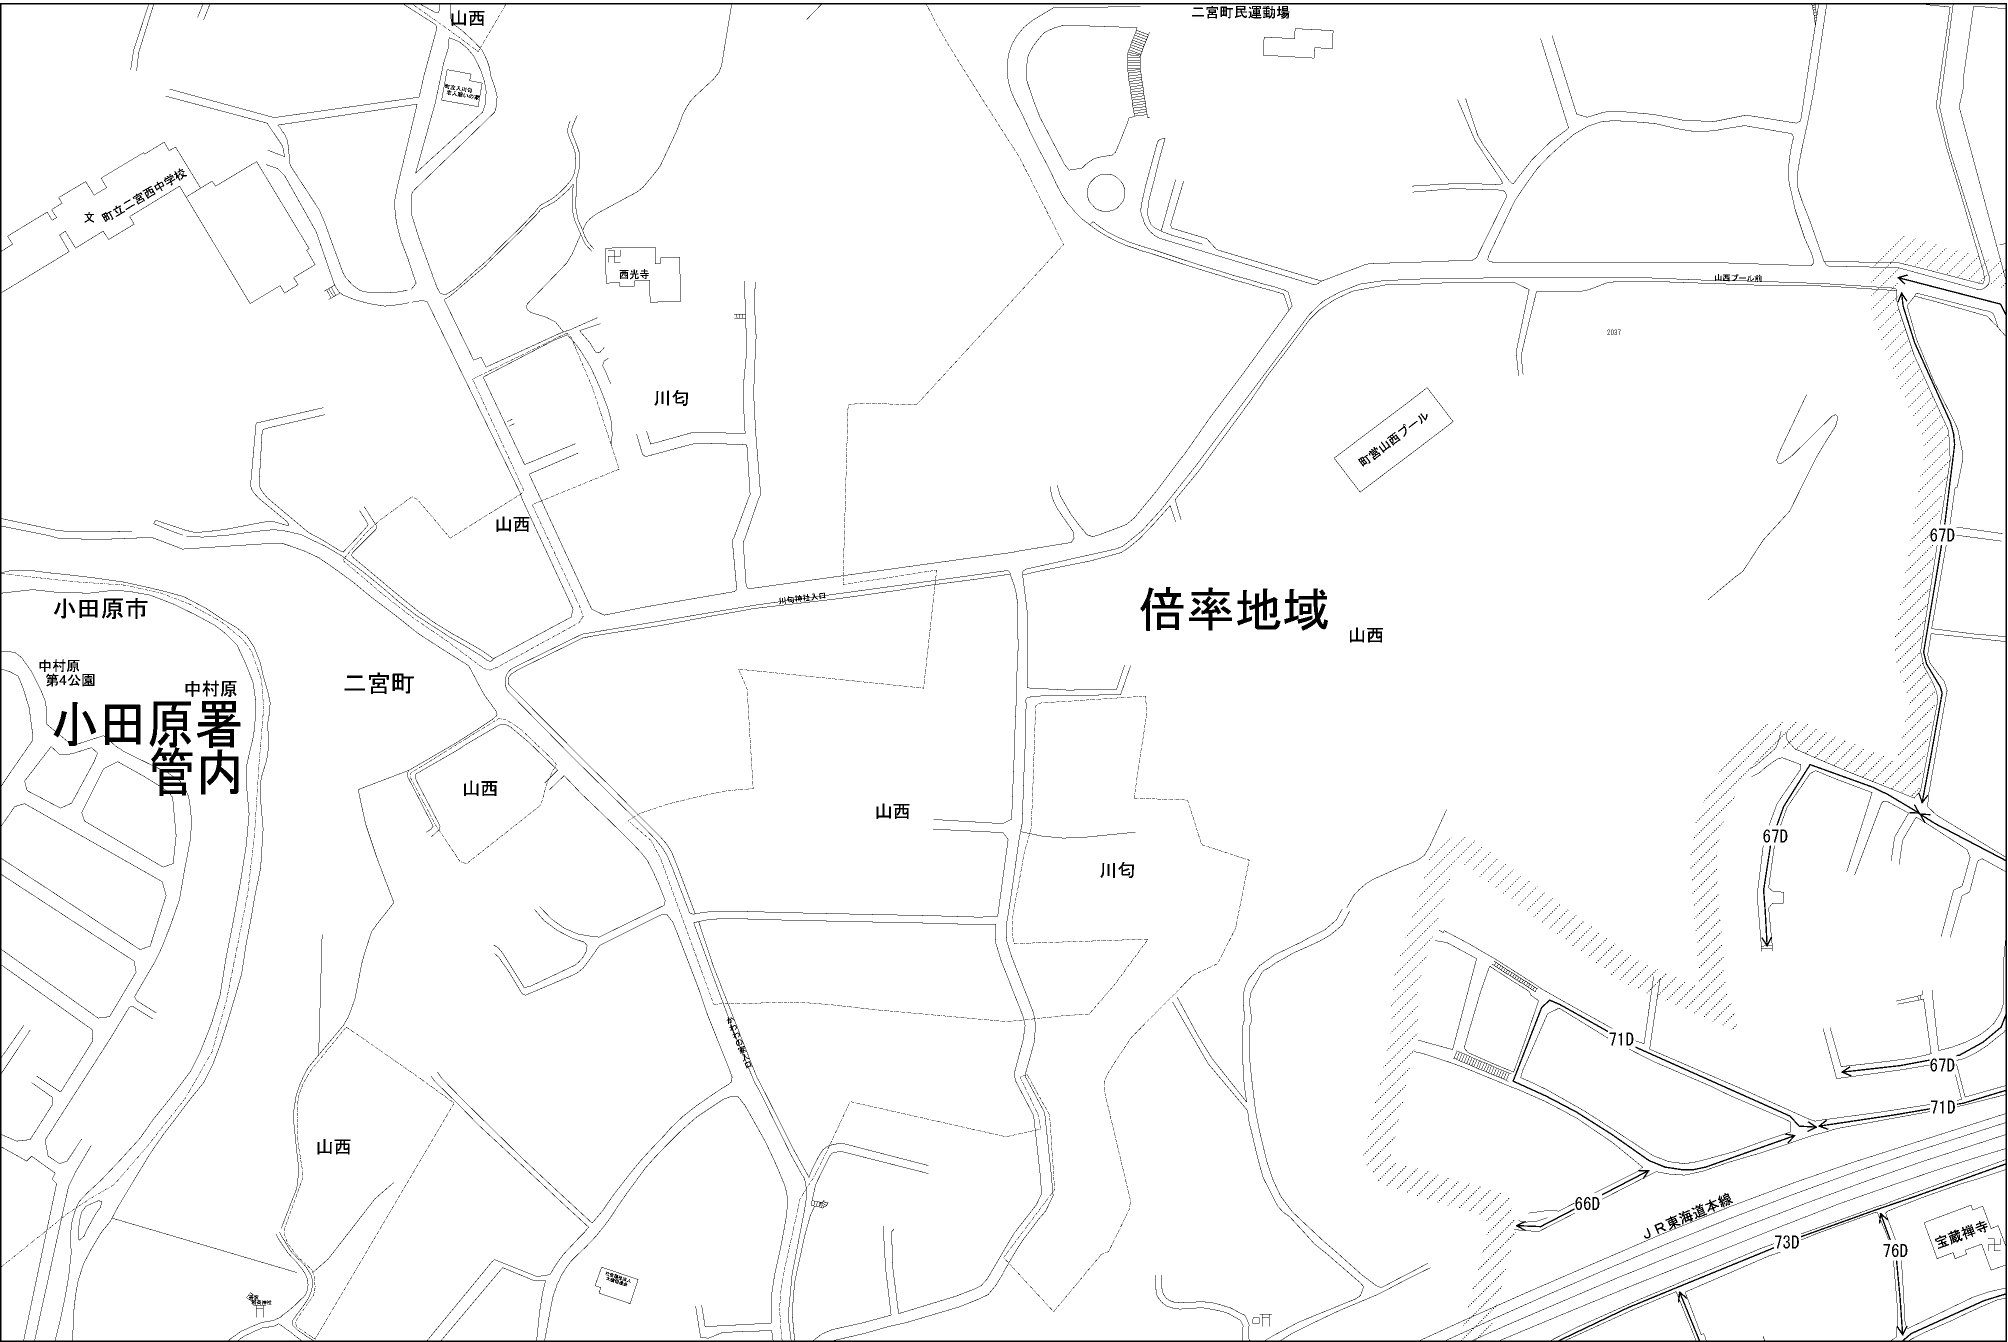 山西
二宮町民運動場
町立二宮西中学校
西光寺
山西プール前
2037
川匂
町営山西プール
山西
67D
川匂神社入口
倍率地域
山西
小田原市
中村原
第4公園
中村原
二宮町
小田原署
管内
山西
山西
67D
川匂
71D
67D
71D
山西
66D
JR東海道本線
73D
76D
宝蔵禅寺